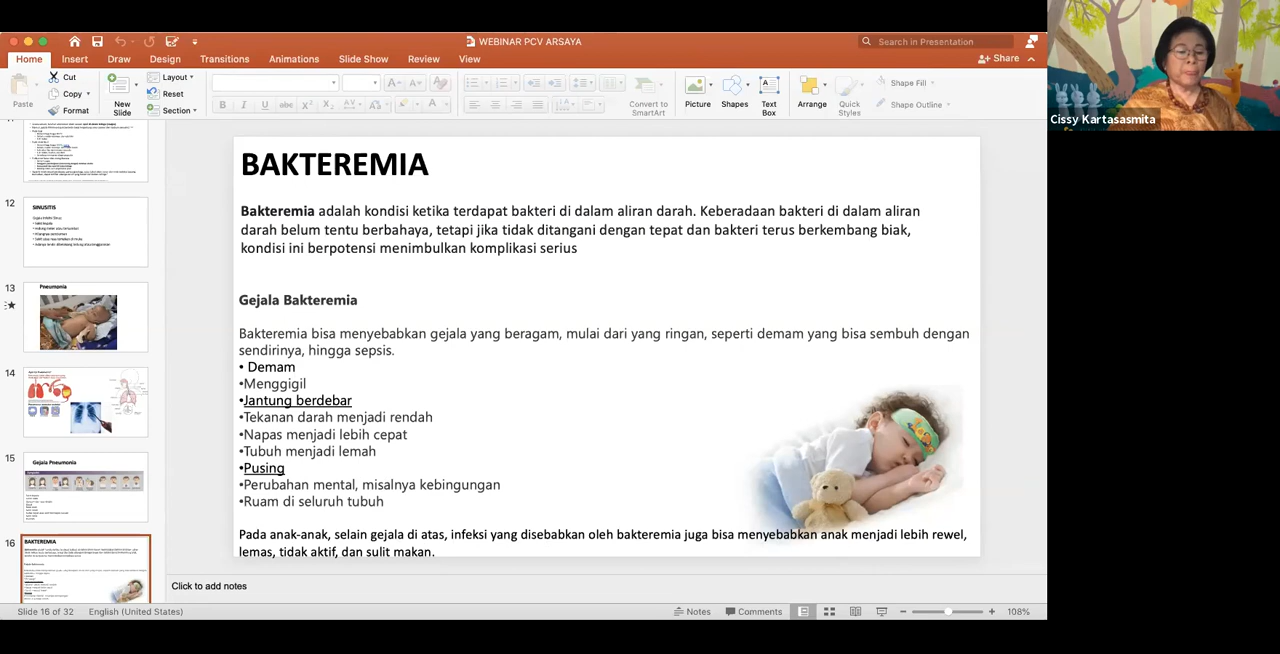 WEBINAR PCV ARSAYA
Search in Presentation
Home Insert Draw Design Transitions Animations Slide Show Review View
Share
Paste
Cut
Copy
Format
New Slide
Layout
Reset
Section
Convert to SmartArt
Picture
Shapes
Text Box
Arrange
Quick Styles
Shape Fill
Shape Outline
Cissy Kartasasmita
12
SINUSITIS
13
Pneumonia
14
15
Gejala Pneumonia
16
BAKTEREMIA
BAKTEREMIA
Bakteremia adalah kondisi ketika terdapat bakteri di dalam aliran darah. Keberadaan bakteri di dalam aliran
darah belum tentu berbahaya, tetapi jika tidak ditangani dengan tepat dan bakteri terus berkembang biak,
kondisi ini berpotensi menimbulkan komplikasi serius
Gejala Bakteremia
Bakteremia bisa menyebabkan gejala yang beragam, mulai dari yang ringan, seperti demam yang bisa sembuh dengan
sendirinya, hingga sepsis.
• Demam
•Menggigil
•Jantung berdebar
•Tekanan darah menjadi rendah
•Napas menjadi lebih cepat
•Tubuh menjadi lemah
•Pusing
•Perubahan mental, misalnya kebingungan
•Ruam di seluruh tubuh
Pada anak-anak, selain gejala di atas, infeksi yang disebabkan oleh bakteremia juga bisa menyebabkan anak menjadi lebih rewel,
lemas, tidak aktif, dan sulit makan.
Click to add notes
Slide 16 of 32 English (United States)
Notes Comments 108%